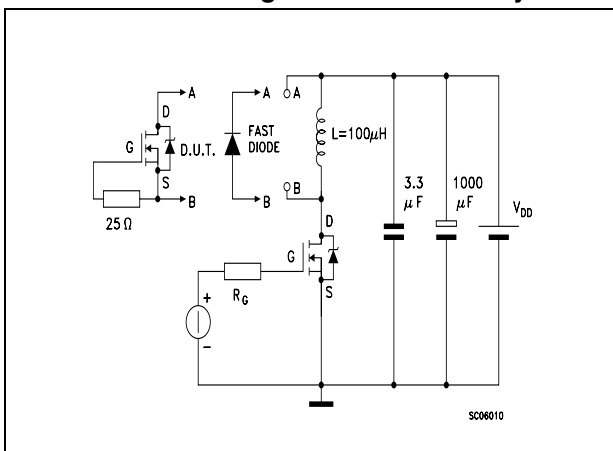 A
A
A
D
G
D.U.T.
S
B
25 Ω
FAST
DIODE
B
B
L=100μH
D
G
S
+
-
R_G
3.3
μF
1000
μF
V_DD
SC06010